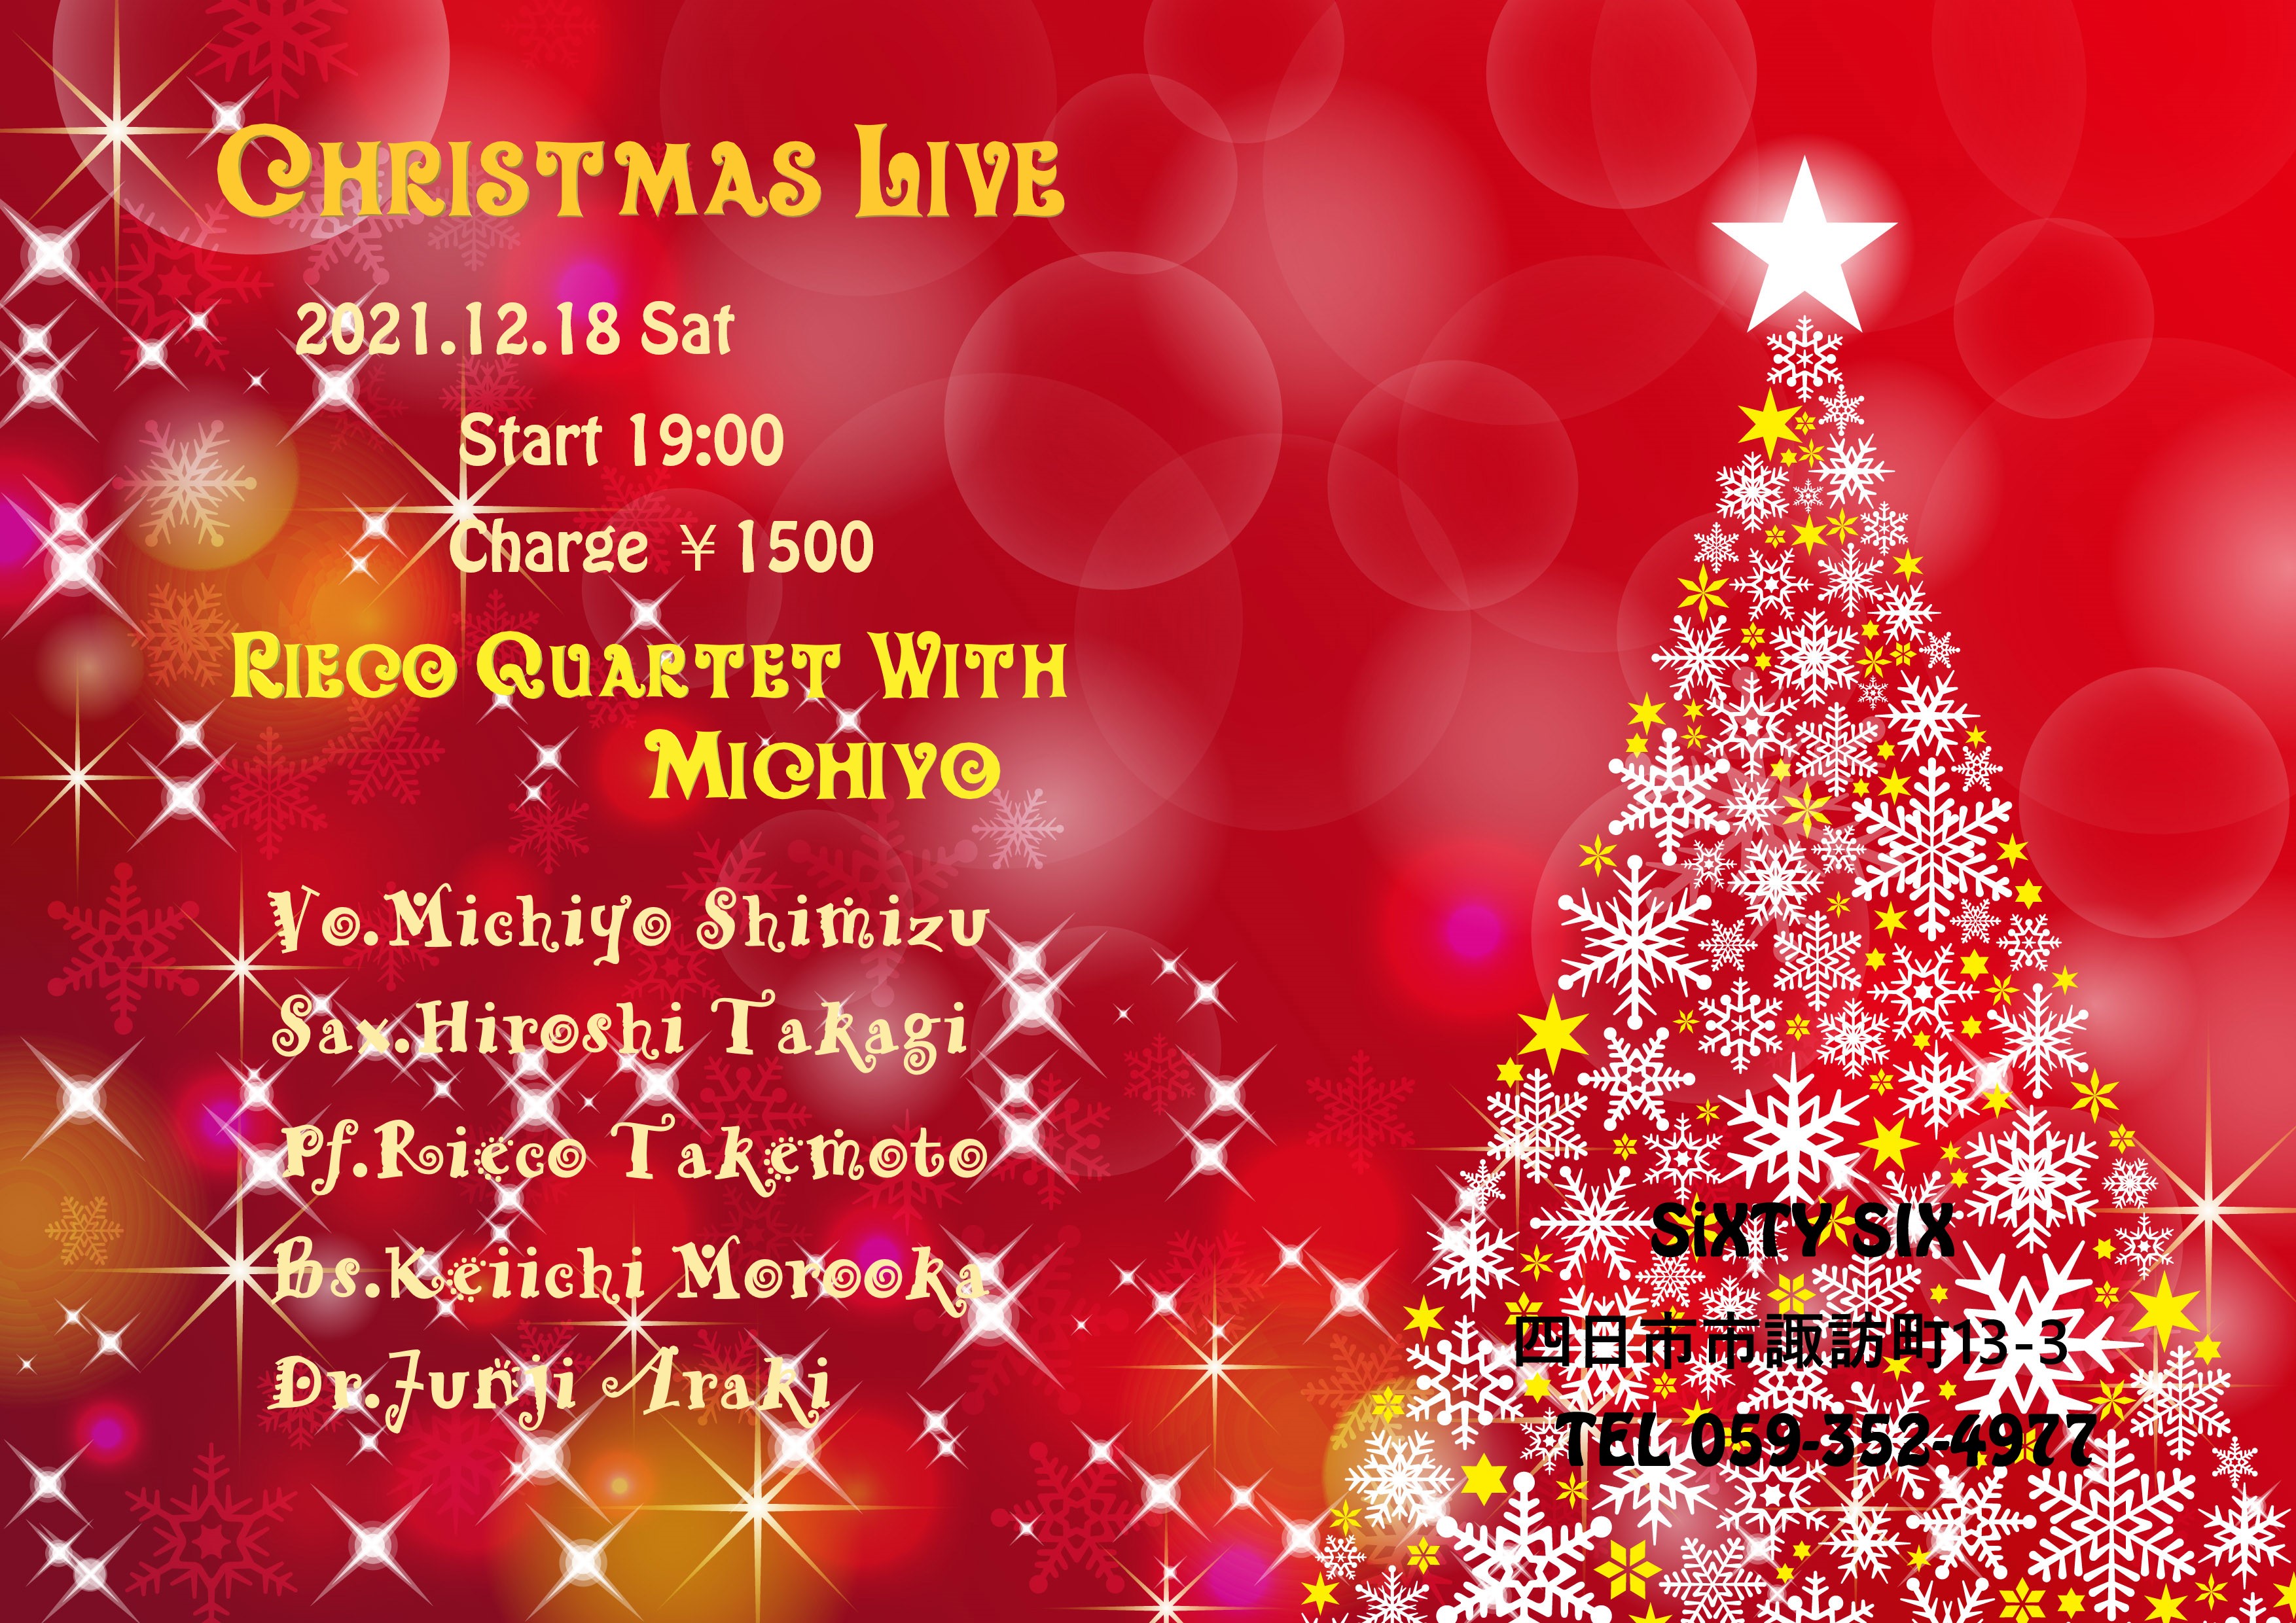 Christmas Live
2021.12.18 Sat
Start 19:00
Charge ￥1500
Rieco Quartet With
Michiyo
Vo.Michiyo Shimizu
Sax.Hiroshi Takagi
Pf.Rieco Takemoto
Bs.Keiichi Morooka
Dr.Junji Araki
SiXTY SIX
四日市市諏訪町13-3
TEL 059-352-4977